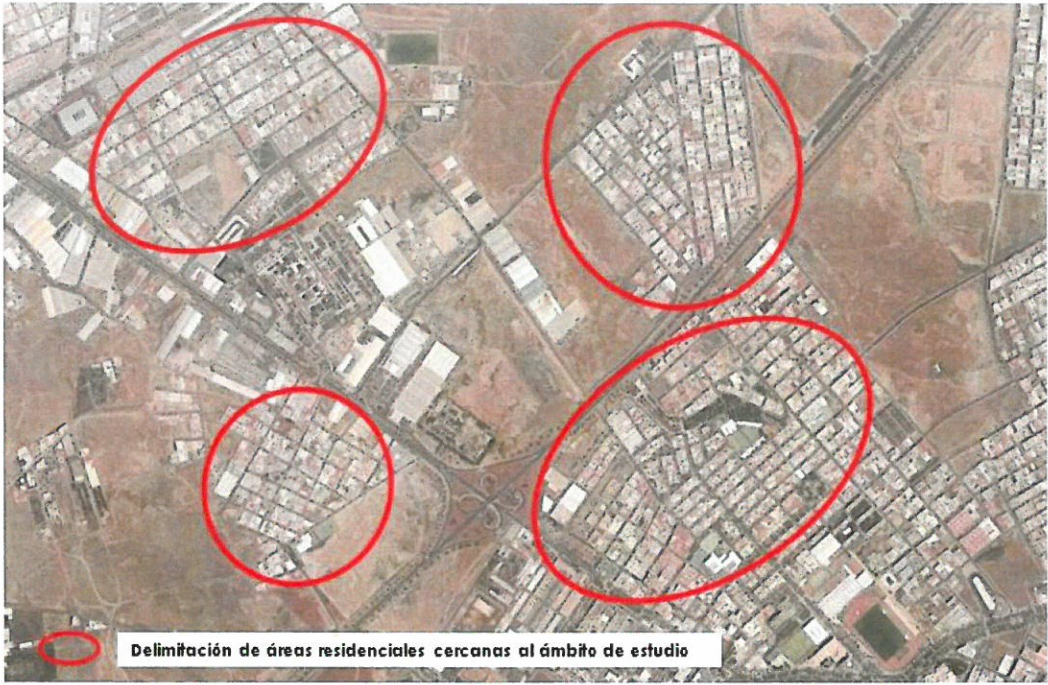 Delimitación de áreas residenciales cercanas al ámbito de estudio